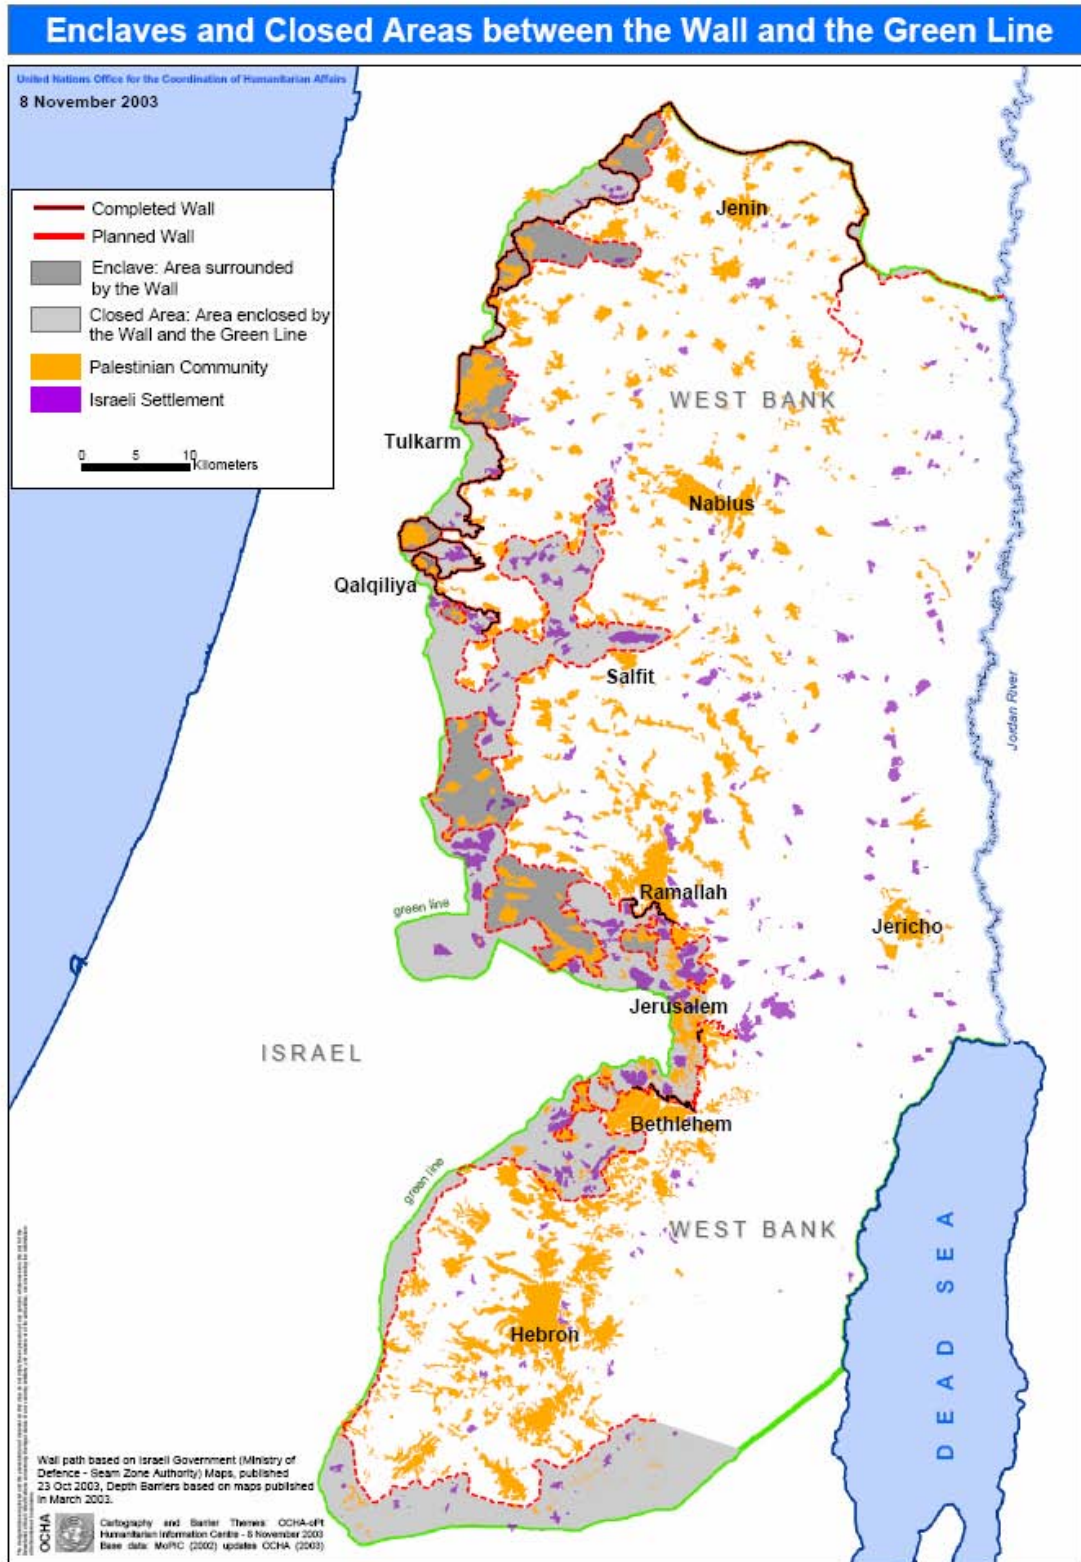 Enclaves and Closed Areas between the Wall and the Green Line
United Nations Office for the Coordination of Humanitarian Affairs
8 November 2003
Completed Wall
Planned Wall
Enclave: Area surrounded
by the Wall
Closed Area: Area enclosed by
the Wall and the Green Line
Palestinian Community
Israeli Settlement
0 5 10
Kilometers
Jenin
WEST BANK
Tulkarm
Nablus
Qalqiliya
Salfit
Jordan River
Ramallah
green line
Jericho
Jerusalem
ISRAEL
Bethlehem
green line
WEST BANK
DEAD SEA
Hebron
Wall path based on Israeli Government (Ministry of
Defence - Seam Zone Authority) Maps, published
23 Oct 2003, Depth Barriers based on maps published
in March 2003.
OCHA
Cartography and Barrier Themes: OCHA-oPt
Humanitarian Information Centre - 8 November 2003
Base data: MoPIC (2002) updates OCHA (2003)